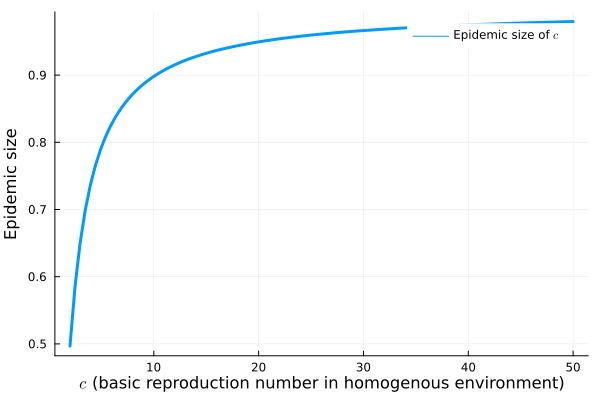 Epidemic size of c
Epidemic size
0.9
0.8
0.7
0.6
0.5
10 20 30 40 50
c (basic reproduction number in homogenous environment)